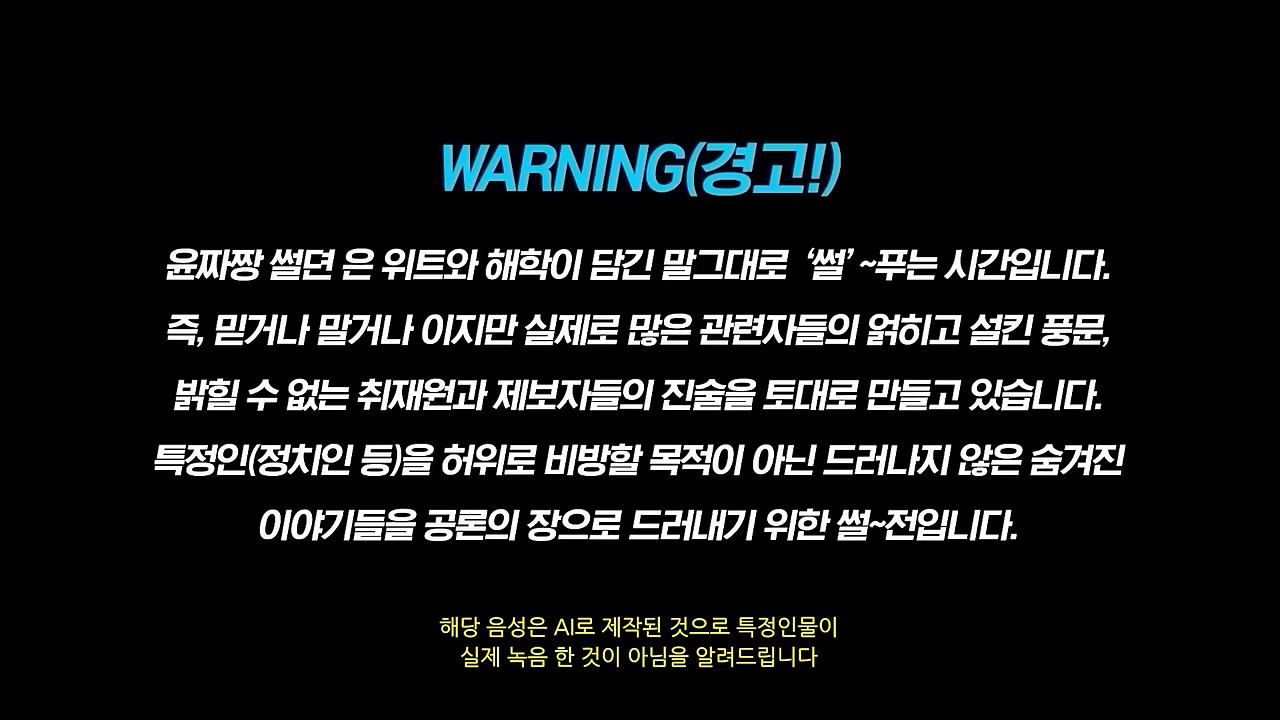 WARNING(경고!)
윤짜장 썰뎐 은 위트와 해학이 담긴 말그대로 ‘썰’ ~푸는 시간입니다.
즉, 믿거나 말거나 이지만 실제로 많은 관련자들의 얽히고 설킨 풍문,
밝힐 수 없는 취재원과 제보자들의 진술을 토대로 만들고 있습니다.
특정인(정치인 등)을 허위로 비방할 목적이 아닌 드러나지 않은 숨겨진
이야기들을 공론의 장으로 드러내기 위한 썰~전입니다.
해당 음성은 AI로 제작된 것으로 특정인물이
실제 녹음 한 것이 아님을 알려드립니다